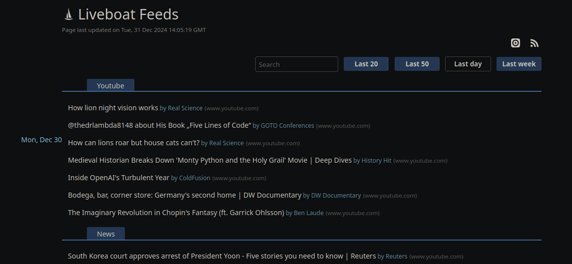 Liveboat Feeds
Page last updated on Tue, 31 Dec 2024 14:05:19 GMT
Search
Last 20
Last 50
Last day
Last week
Youtube
How lion night vision works by Real Science (www.youtube.com)
@thedrlambda8148 about His Book „Five Lines of Code“ by GOTO Conferences (www.youtube.com)
Mon, Dec 30
How can lions roar but house cats can't? by Real Science (www.youtube.com)
Medieval Historian Breaks Down 'Monty Python and the Holy Grail' Movie | Deep Dives by History Hit (www.youtube.com)
Inside OpenAI's Turbulent Year by ColdFusion (www.youtube.com)
Bodega, bar, corner store: Germany's second home | DW Documentary by DW Documentary (www.youtube.com)
The Imaginary Revolution in Chopin's Fantasy (ft. Garrick Ohlsson) by Ben Laude (www.youtube.com)
News
South Korea court approves arrest of President Yoon - Five stories you need to know | Reuters by Reuters (www.youtube.com)